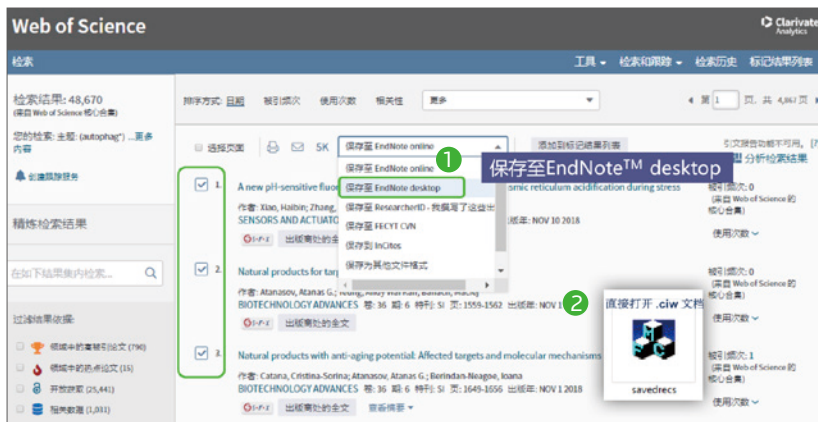 Web of Science
Clarivate
Analytics
检索
工具
检索和跟踪
检索历史
标记结果列表
检索结果: 48,670
(来自 Web of Science 核心合集)
您的检索: 主题: (autophag*) ...更多
内容
创建跟踪服务
精炼检索结果
在如下结果集内检索...
过滤结果依据:
领域中的高被引论文 (790)
领域中的热点论文 (15)
开放获取 (25,441)
相关数据 (1,031)
排序方式: 日期 被引频次 使用次数 相关性 更多
第 1 页, 共 4,867 页
选择页面 5K 保存至 EndNote online 添加到标记结果列表
保存至 EndNote online
保存至 EndNote desktop
保存至 ResearcherID - 我撰写了这些出
保存至 FECYT CVN
保存到 InCites
保存为其他文件格式
1
保存至EndNote™ desktop
引文报告功能不可用。
分析检索结果
1. A new pH-sensitive fluo
smic reticulum acidification during stress
作者: Xiao, Haibin; Zhang,
SENSORS AND ACTUATO
版年: NOV 10 2018
S·F·X 出版商处的全文
被引频次: 0
(来自 Web of Science 的
核心合集)
使用次数
2. Natural products for tar
作者: Atanasov, Atanas G.;
BIOTECHNOLOGY ADVANCES 卷: 36 期: 6 特刊: SI 页: 1559-1562 出版年: NOV 1
S·F·X 出版商处的全文
被引频次: 0
(来自 Web of Science 的
核心合集)
使用次数
2
直接打开 .ciw 文档
savedrecs
3. Natural products with anti-aging potential: Affected targets and molecular mechanisms
作者: Catana, Cristina-Sorina; Atanasov, Atanas G.; Berindan-Neagoe, Ioana
BIOTECHNOLOGY ADVANCES 卷: 36 期: 6 特刊: SI 页: 1649-1656 出版年: NOV 1 2018
S·F·X 出版商处的全文 查看摘要
被引频次: 1
(来自 Web of Science 的
核心合集)
使用次数